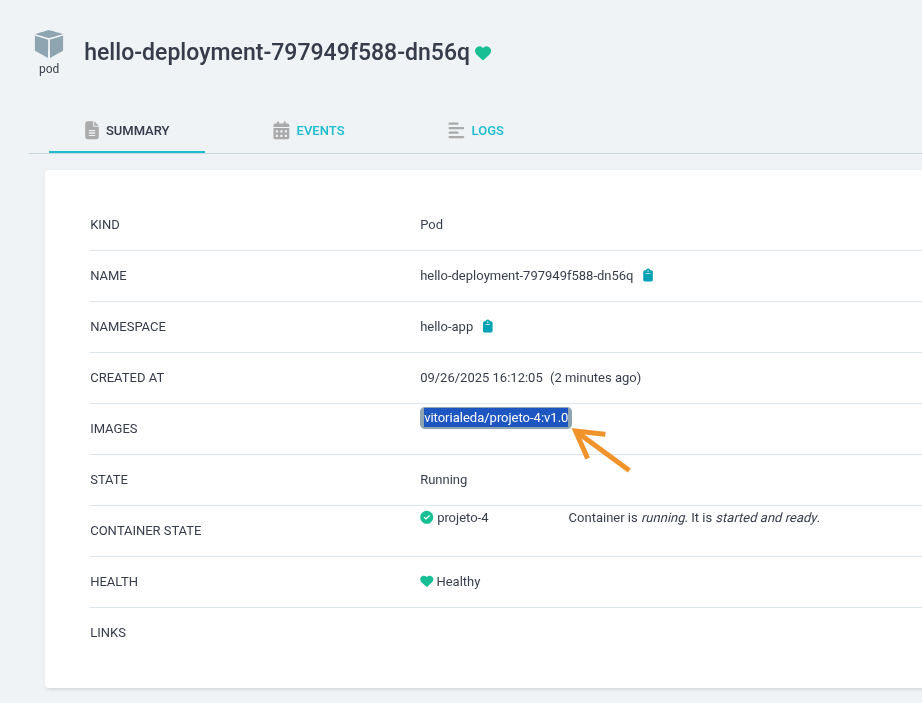 pod
hello-deployment-797949f588-dn56q
SUMMARY
EVENTS
LOGS
KIND Pod
NAME hello-deployment-797949f588-dn56q
NAMESPACE hello-app
CREATED AT 09/26/2025 16:12:05 (2 minutes ago)
IMAGES vitorialeda/projeto-4:v1.0
STATE Running
CONTAINER STATE projeto-4 Container is running. It is started and ready.
HEALTH Healthy
LINKS